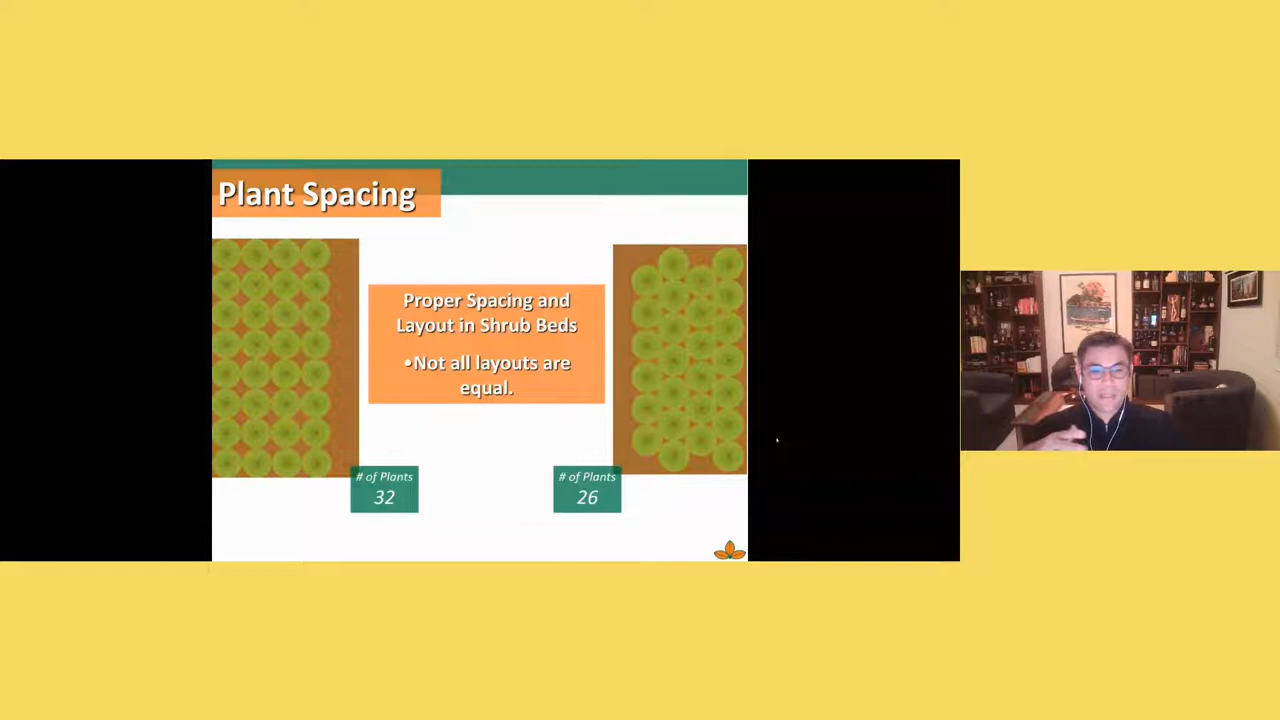 Plant Spacing
Proper Spacing and
Layout in Shrub Beds
•Not all layouts are
equal.
# of Plants
32
# of Plants
26